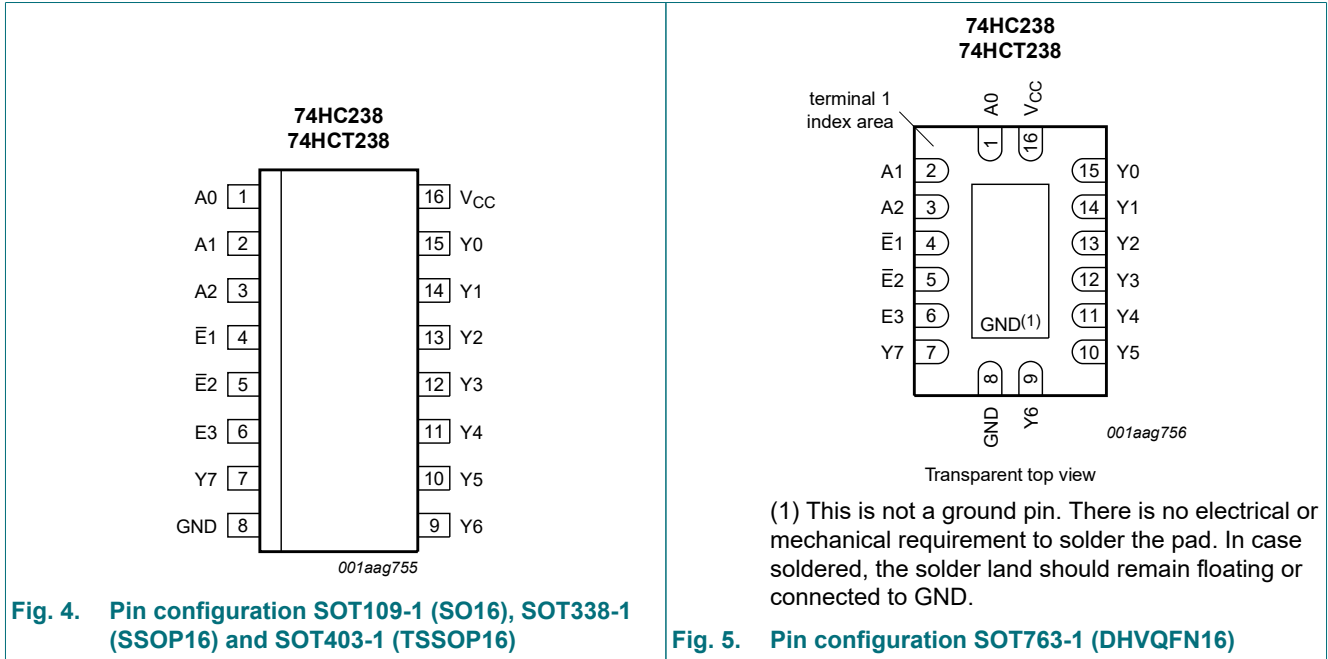 74HC238
74HCT238
A0 1
A1 2
A2 3
E̅1 4
E̅2 5
E3 6
Y7 7
GND 8
16 VCC
15 Y0
14 Y1
13 Y2
12 Y3
11 Y4
10 Y5
9 Y6
001aag755
Fig. 4. Pin configuration SOT109-1 (SO16), SOT338-1
(SSOP16) and SOT403-1 (TSSOP16)
74HC238
74HCT238
terminal 1
index area
A0
VCC
1
16
A1 2
A2 3
E̅1 4
E̅2 5
E3 6
Y7 7
15 Y0
14 Y1
13 Y2
12 Y3
11 Y4
10 Y5
GND(1)
8
9
GND
Y6
001aag756
Transparent top view
(1) This is not a ground pin. There is no electrical or
mechanical requirement to solder the pad. In case
soldered, the solder land should remain floating or
connected to GND.
Fig. 5. Pin configuration SOT763-1 (DHVQFN16)